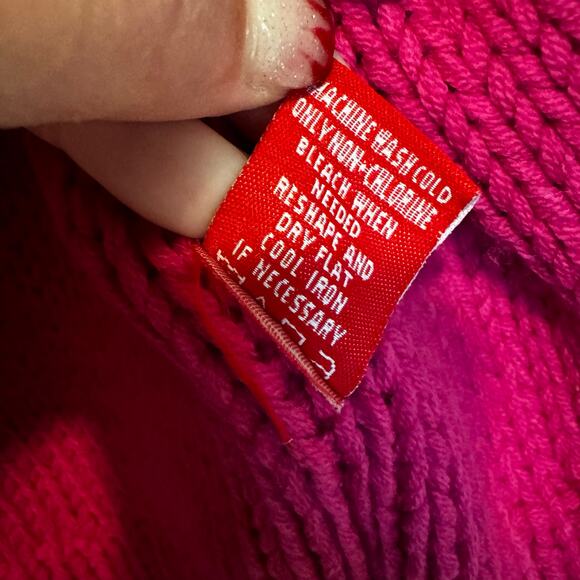 MACHINE WASH COLD
ONLY NON-CHLORINE
BLEACH WHEN
NEEDED
RESHAPE AND
DRY FLAT
COOL IRON
IF NECESSARY